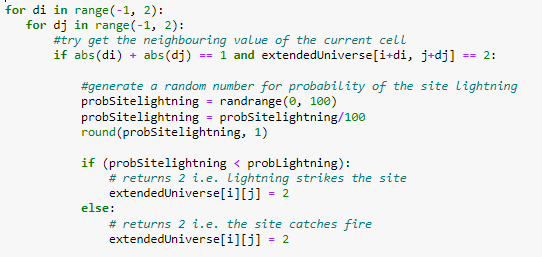 for di in range(-1, 2):
    for dj in range(-1, 2):
        #try get the neighbouring value of the current cell
        if abs(di) + abs(dj) == 1 and extendedUniverse[i+di, j+dj] == 2:

            #generate a random number for probability of the site lightning
            probSitelightning = randrange(0, 100)
            probSitelightning = probSitelightning/100
            round(probSitelightning, 1)

            if (probSitelightning < probLightning):
                # returns 2 i.e. lightning strikes the site
                extendedUniverse[i][j] = 2
            else:
                # returns 2 i.e. the site catches fire
                extendedUniverse[i][j] = 2